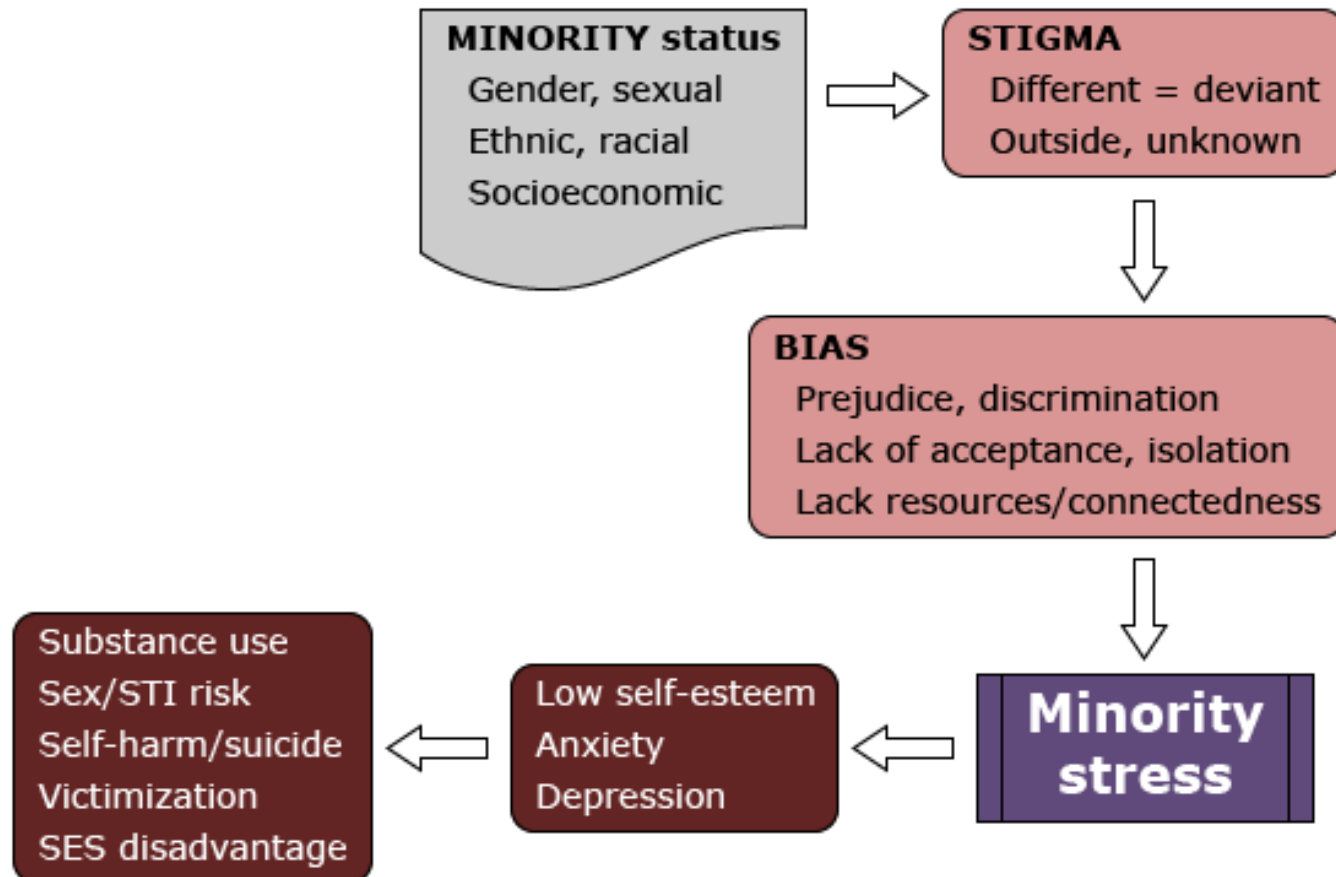 MINORITY status
Gender, sexual
Ethnic, racial
Socioeconomic
STIGMA
Different = deviant
Outside, unknown
BIAS
Prejudice, discrimination
Lack of acceptance, isolation
Lack resources/connectedness
Minority
stress
Low self-esteem
Anxiety
Depression
Substance use
Sex/STI risk
Self-harm/suicide
Victimization
SES disadvantage